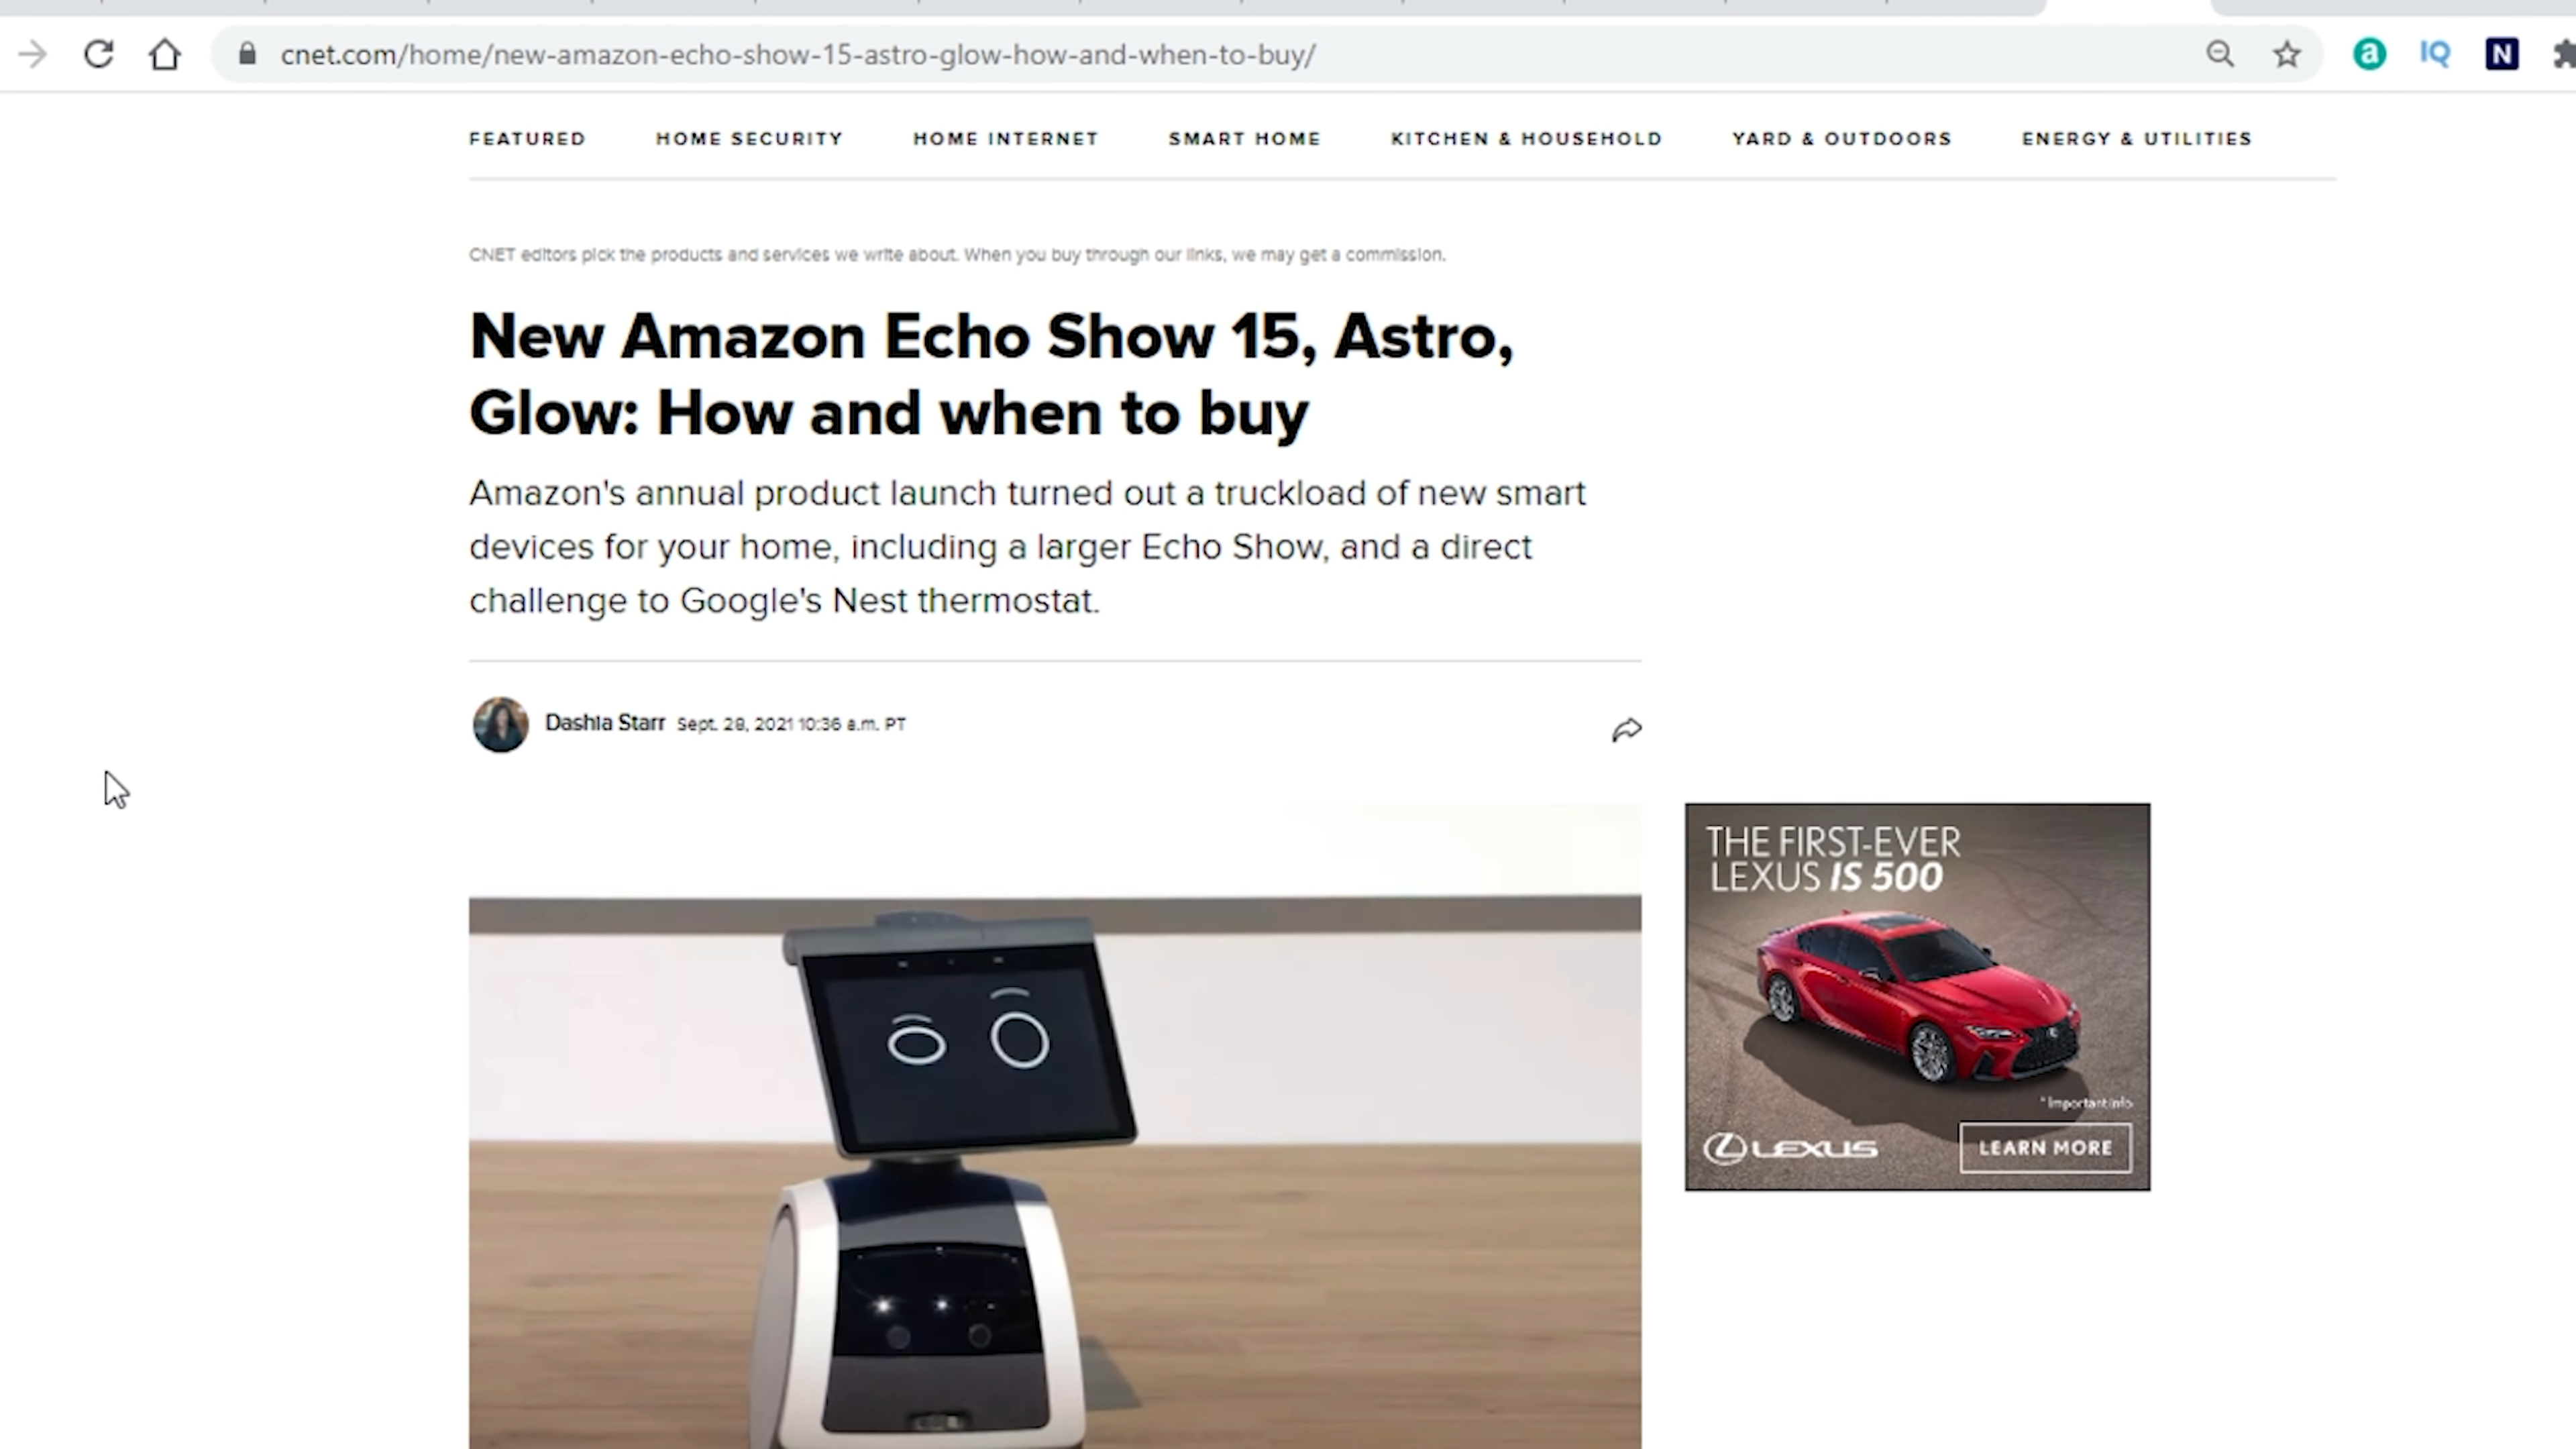 cnet.com/home/new-amazon-echo-show-15-astro-glow-how-and-when-to-buy/
a IQ N
FEATURED HOME SECURITY HOME INTERNET SMART HOME KITCHEN & HOUSEHOLD YARD & OUTDOORS ENERGY & UTILITIES
CNET editors pick the products and services we write about. When you buy through our links, we may get a commission.
New Amazon Echo Show 15, Astro,
Glow: How and when to buy
Amazon's annual product launch turned out a truckload of new smart
devices for your home, including a larger Echo Show, and a direct
challenge to Google's Nest thermostat.
Dashia Starr Sept. 28, 2021 10:36 a.m. PT
THE FIRST-EVER
LEXUS IS 500
* Important Info
LEXUS
LEARN MORE